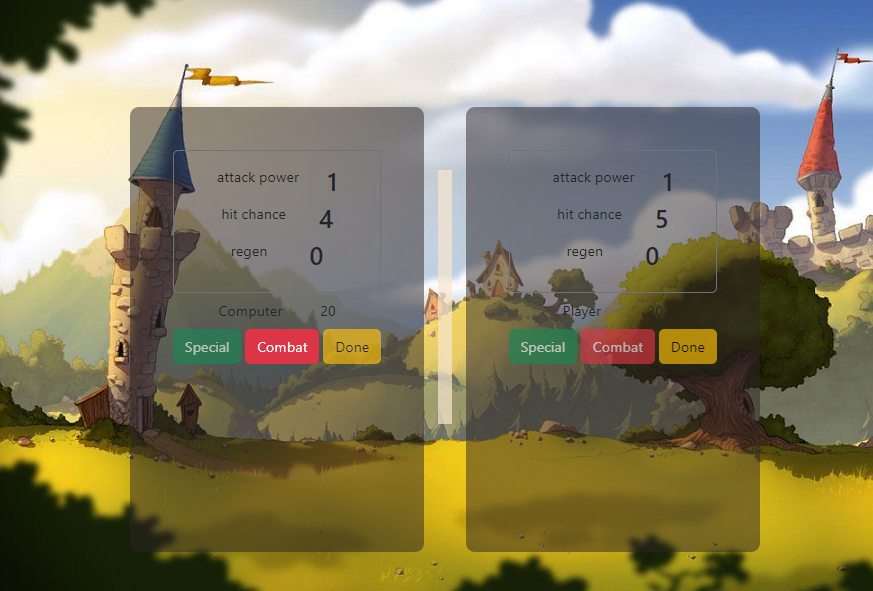 attack power 1
hit chance 4
regen 0
Computer 20
Special Combat Done
attack power 1
hit chance 5
regen 0
Player 20
Special Combat Done